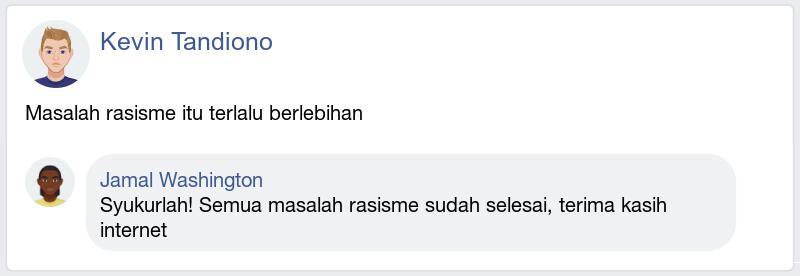 Kevin Tandiono
Masalah rasisme itu terlalu berlebihan
Jamal Washington
Syukurlah! Semua masalah rasisme sudah selesai, terima kasih
internet